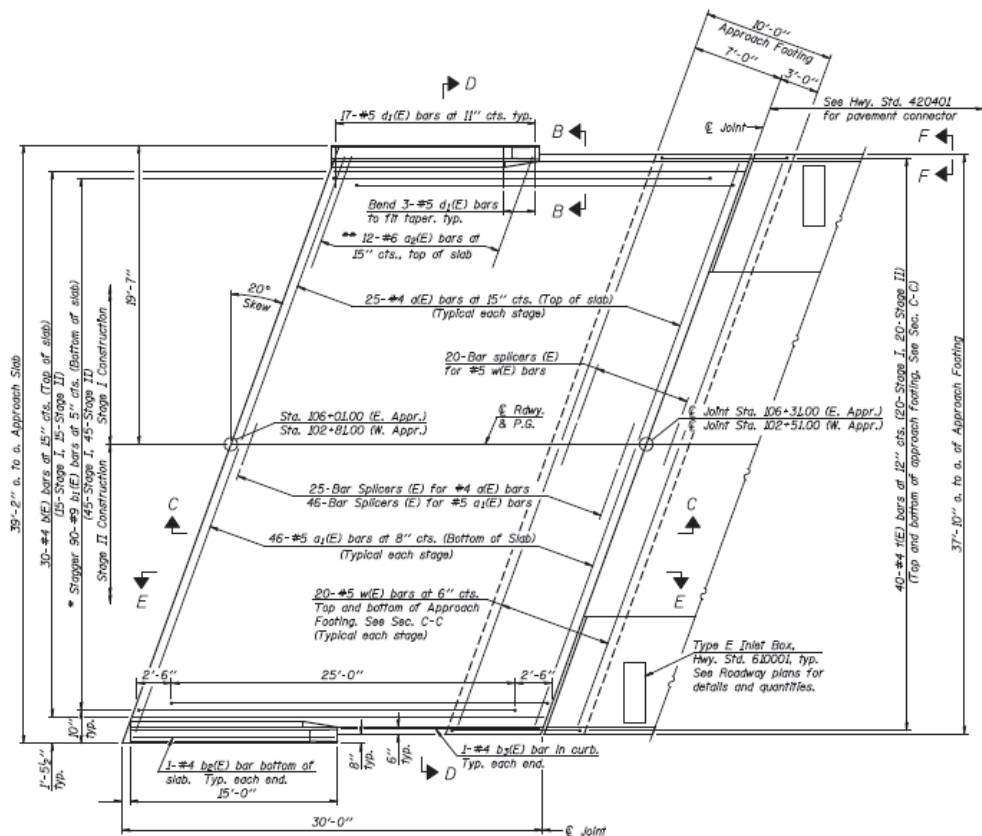 10'-0"
Approach Footing
7'-0"
3'-0"
D
17-#5 d₁(E) bars at 11" cts. typ.
See Hwy. Std. 420401
for pavement connector
℄ Joint
B
F
F
Bend 3-#5 d₁(E) bars
to fit taper. typ.
B
** 12-#6 a₂(E) bars at
15" cts., top of slab
20°
Skew
25-#4 a(E) bars at 15" cts. (Top of slab)
(Typical each stage)
20-Bar splicers (E)
for #5 w(E) bars
39'-2" o. to o. Approach Slab
30-#4 b(E) bars at 15" cts. (Top of slab)
(15-Stage I, 15-Stage II)
* Stagger 90-#9 b₁(E) bars at 5" cts. (Bottom of slab)
(45-Stage I, 45-Stage II)
Stage II Construction
Stage I Construction
19'-7"
Sta. 106+01.00 (E. Appr.)
Sta. 102+81.00 (W. Appr.)
℄ Rdwy.
& P.G.
℄ Joint Sta. 106+31.00 (E. Appr.)
℄ Joint Sta. 102+51.00 (W. Appr.)
40-#4 t(E) bars at 12" cts. (20-Stage I, 20-Stage II)
(Top and bottom of approach footing, See Sec. C-C)
37'-10" o. to o. of Approach Footing
25-Bar Splicers (E) for #4 a(E) bars
46-Bar Splicers (E) for #5 a₁(E) bars
C
C
46-#5 a₁(E) bars at 8" cts. (Bottom of Slab)
(Typical each stage)
E
E
20-#5 w(E) bars at 6" cts.
Top and bottom of Approach
Footing. See Sec. C-C
(Typical each stage)
Type E Inlet Box,
Hwy. Std. 610001, typ.
See Roadway plans for
details and quantities.
2'-6"
25'-0"
2'-6"
10"
typ.
1'-5½"
typ.
8"
typ.
6"
typ.
1-#4 b₂(E) bar bottom of
slab. Typ. each end.
1-#4 b₃(E) bar in curb.
Typ. each end.
D
15'-0"
30'-0"
℄ Joint